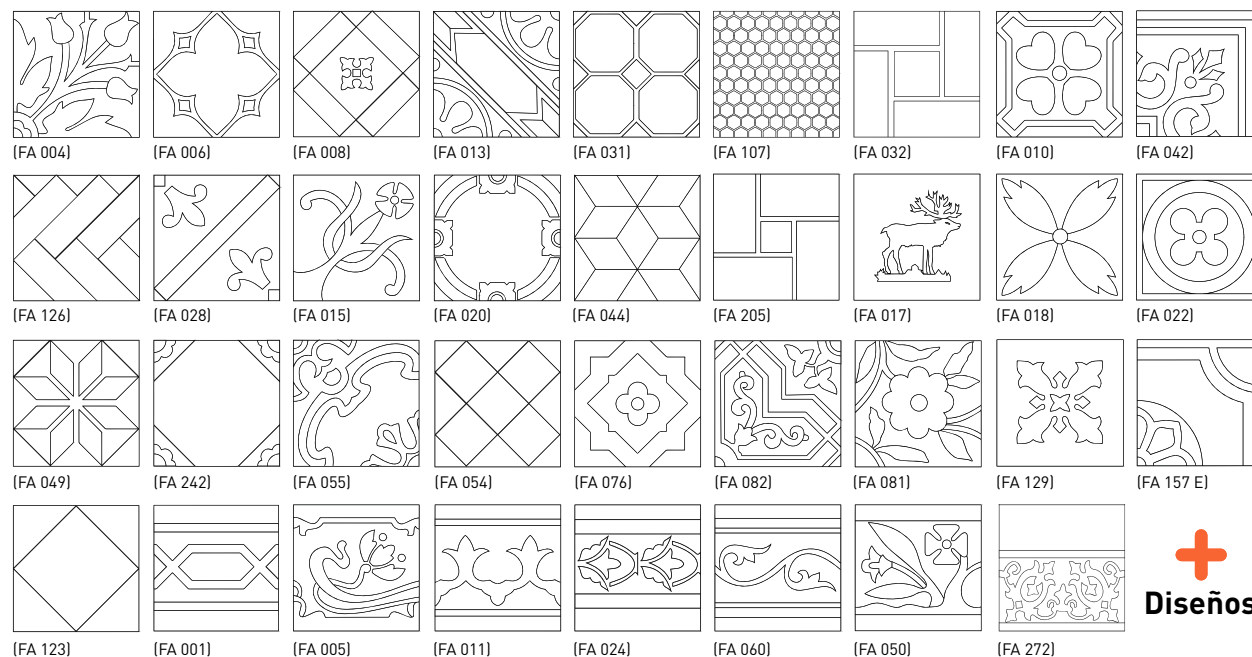 (FA 004) (FA 006) (FA 008) (FA 013) (FA 031) (FA 107) (FA 032) (FA 010) (FA 042)
(FA 126) (FA 028) (FA 015) (FA 020) (FA 044) (FA 205) (FA 017) (FA 018) (FA 022)
(FA 049) (FA 242) (FA 055) (FA 054) (FA 076) (FA 082) (FA 081) (FA 129) (FA 157 E)
+
Diseños
(FA 123) (FA 001) (FA 005) (FA 011) (FA 024) (FA 060) (FA 050) (FA 272)